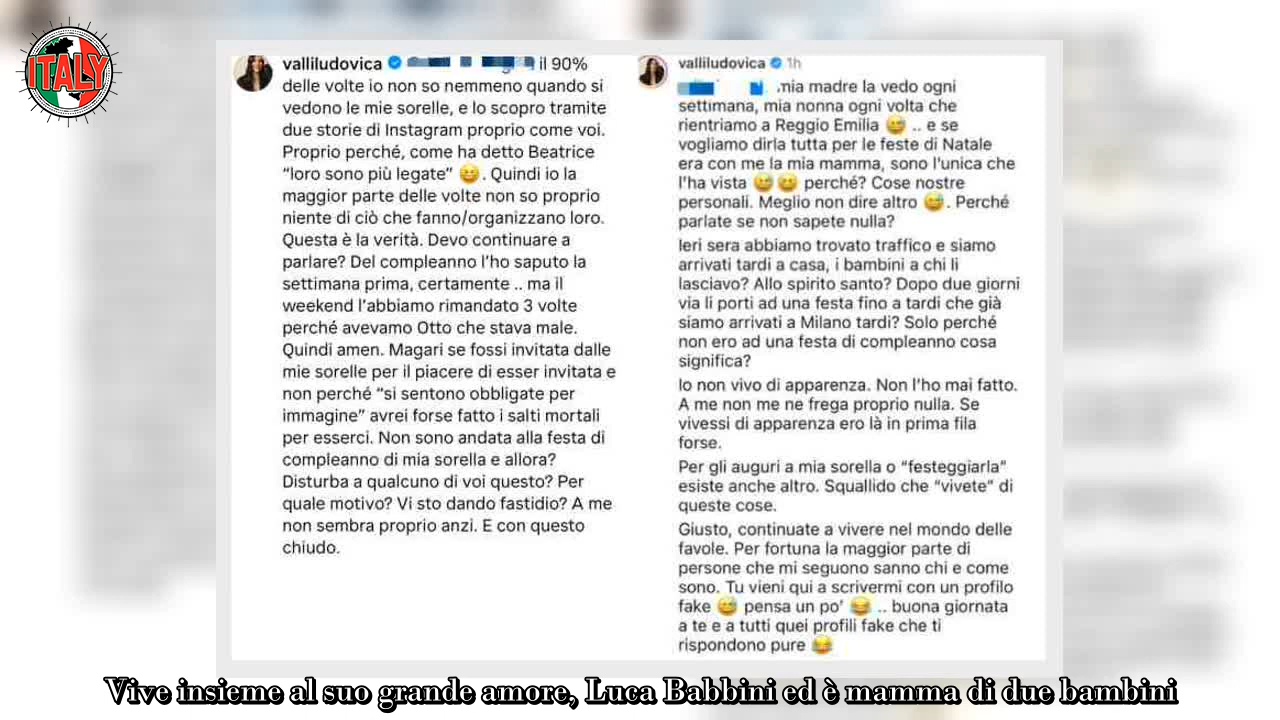 ITALY
valliludovica il 90%
delle volte io non so nemmeno quando si
vedono le mie sorelle, e lo scopro tramite
due storie di Instagram proprio come voi.
Proprio perché, come ha detto Beatrice
“loro sono più legate” 😄. Quindi io la
maggior parte delle volte non so proprio
niente di ciò che fanno/organizzano loro.
Questa è la verità. Devo continuare a
parlare? Del compleanno l’ho saputo la
settimana prima, certamente .. ma il
weekend l’abbiamo rimandato 3 volte
perché avevamo Otto che stava male.
Quindi amen. Magari se fossi invitata dalle
mie sorelle per il piacere di esser invitata e
non perché “si sentono obbligate per
immagine” avrei forse fatto i salti mortali
per esserci. Non sono andata alla festa di
compleanno di mia sorella e allora?
Disturba a qualcuno di voi questo? Per
quale motivo? Vi sto dando fastidio? A me
non sembra proprio anzi. E con questo
chiudo.
valliludovica 1h
mia madre la vedo ogni
settimana, mia nonna ogni volta che
rientriamo a Reggio Emilia 😅 .. e se
vogliamo dirla tutta per le feste di Natale
era con me la mia mamma, sono l'unica che
l'ha vista 😅😄 perché? Cose nostre
personali. Meglio non dire altro 😅. Perché
parlate se non sapete nulla?
Ieri sera abbiamo trovato traffico e siamo
arrivati tardi a casa, i bambini a chi li
lasciavo? Allo spirito santo? Dopo due giorni
via li porti ad una festa fino a tardi che già
siamo arrivati a Milano tardi? Solo perché
non ero ad una festa di compleanno cosa
significa?
Io non vivo di apparenza. Non l'ho mai fatto.
A me non me ne frega proprio nulla. Se
vivessi di apparenza ero là in prima fila
forse.
Per gli auguri a mia sorella o “festeggiarla”
esiste anche altro. Squallido che “vivete” di
queste cose.
Giusto, continuate a vivere nel mondo delle
favole. Per fortuna la maggior parte di
persone che mi seguono sanno chi e come
sono. Tu vieni qui a scrivermi con un profilo
fake 😅 pensa un po' 😂 .. buona giornata
a te e a tutti quei profili fake che ti
rispondono pure 😂
Vive insieme al suo grande amore, Luca Babbini ed è mamma di due bambini